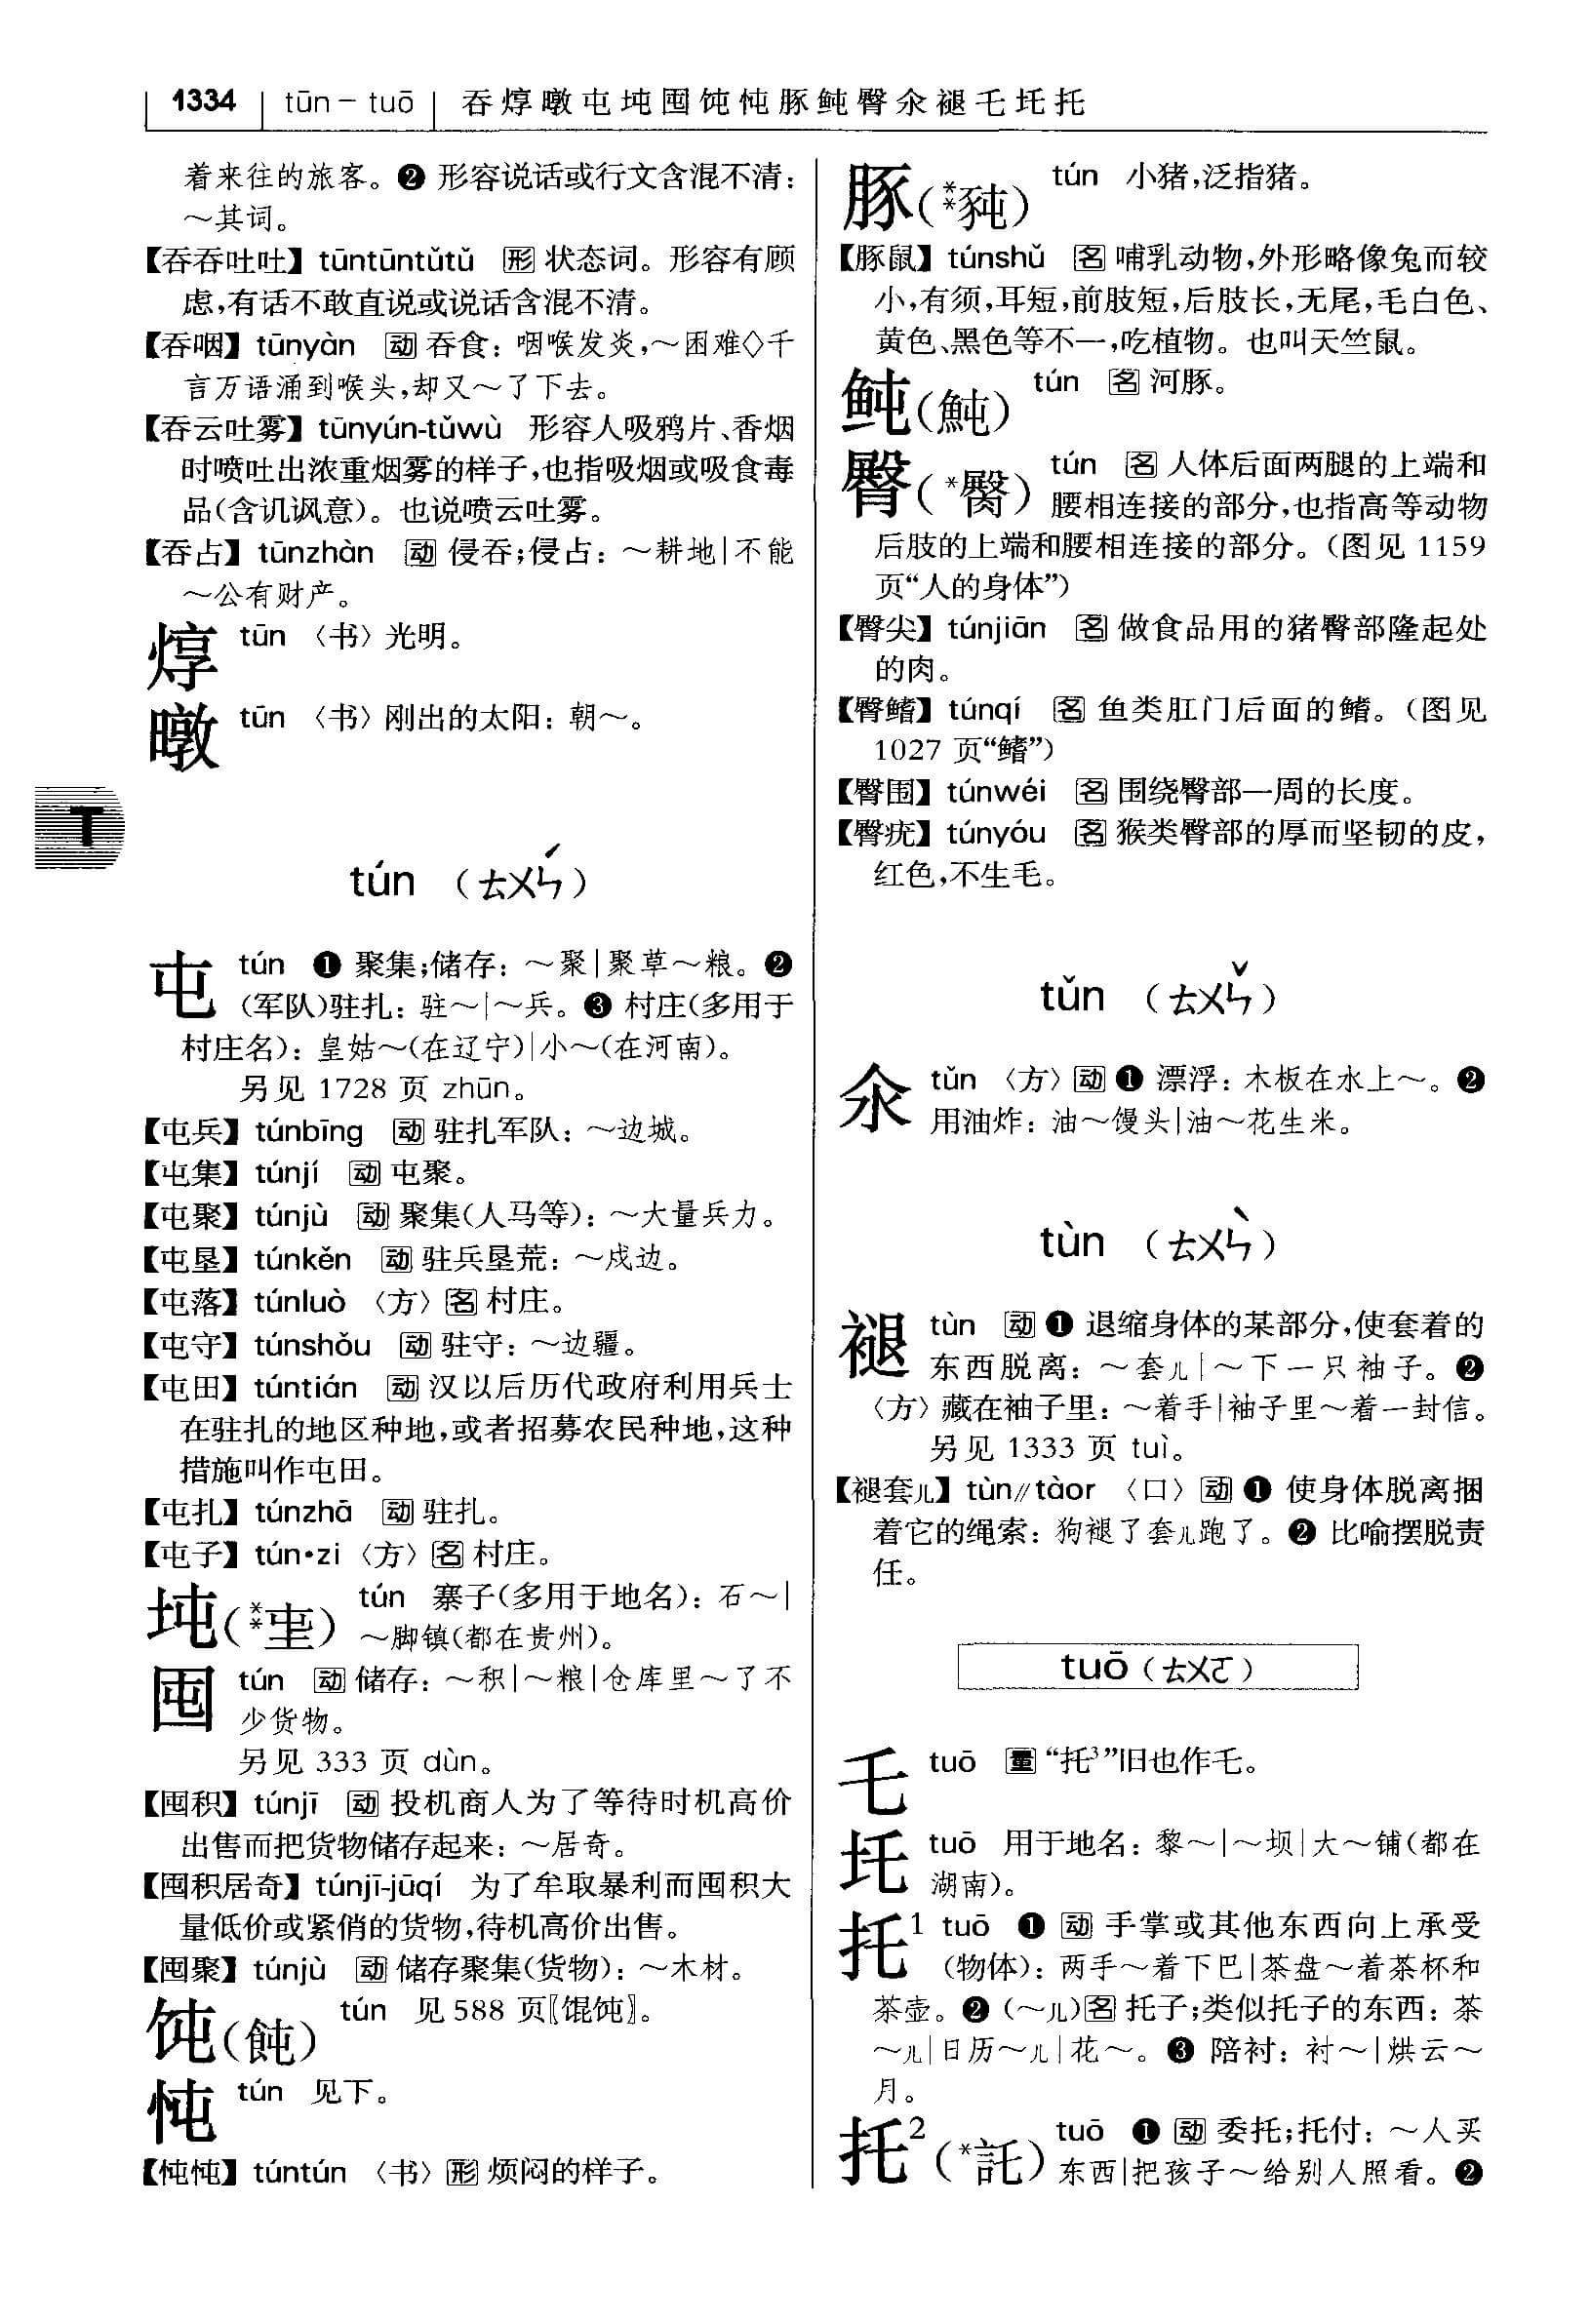 1334 tūn－tuō 吞焞暾屯坉囤饨忳豚鲀臀氽褪乇圫托
着来往的旅客。❷ 形容说话或行文含混不清：
～其词。
【吞吞吐吐】 tūntūntǔtǔ 形 状态词。形容有顾
虑，有话不敢直说或说话含混不清。
【吞咽】 tūnyàn 动 吞食：咽喉发炎，～困难◇千
言万语涌到喉头，却又～了下去。
【吞云吐雾】 tūnyún-tǔwù 形容人吸鸦片、香烟
时喷吐出浓重烟雾的样子，也指吸烟或吸食毒
品(含讥讽意)。也说喷云吐雾。
【吞占】 tūnzhàn 动 侵吞；侵占：～耕地|不能
～公有财产。
焞 tūn 〈书〉光明。
暾 tūn 〈书〉刚出的太阳：朝～。
T
tún （ㄊㄨㄣˊ）
屯 tún ❶ 聚集；储存：～聚|聚草～粮。❷
(军队)驻扎：驻～|～兵。❸ 村庄(多用于
村庄名)：皇姑～(在辽宁)|小～(在河南)。
另见 1728 页 zhūn。
【屯兵】 túnbīng 动 驻扎军队：～边城。
【屯集】 túnjí 动 屯聚。
【屯聚】 túnjù 动 聚集(人马等)：～大量兵力。
【屯垦】 túnkěn 动 驻兵垦荒：～戍边。
【屯落】 túnluò 〈方〉名 村庄。
【屯守】 túnshǒu 动 驻守：～边疆。
【屯田】 túntián 动 汉以后历代政府利用兵士
在驻扎的地区种地，或者招募农民种地，这种
措施叫作屯田。
【屯扎】 túnzhā 动 驻扎。
【屯子】 tún•zi 〈方〉名 村庄。
坉(**坉) tún 寨子(多用于地名)：石～|
～脚镇(都在贵州)。
囤 tún 动 储存：～积|～粮|仓库里～了不
少货物。
另见 333 页 dùn。
【囤积】 túnjī 动 投机商人为了等待时机高价
出售而把货物储存起来：～居奇。
【囤积居奇】 túnjī-jūqí 为了牟取暴利而囤积大
量低价或紧俏的货物，待机高价出售。
【囤聚】 túnjù 动 储存聚集(货物)：～木材。
饨(飩) tún 见 588 页〖馄饨〗。
忳 tún 见下。
【忳忳】 túntún 〈书〉形 烦闷的样子。
豚(**豘) tún 小猪，泛指猪。
【豚鼠】 túnshǔ 名 哺乳动物，外形略像兔而较
小，有须，耳短，前肢短，后肢长，无尾，毛白色、
黄色、黑色等不一，吃植物。也叫天竺鼠。
鲀(魨) tún 名 河豚。
臀(*臋) tún 名 人体后面两腿的上端和
腰相连接的部分，也指高等动物
后肢的上端和腰相连接的部分。(图见 1159
页“人的身体”)
【臀尖】 túnjiān 名 做食品用的猪臀部隆起处
的肉。
【臀鳍】 túnqí 名 鱼类肛门后面的鳍。(图见
1027 页“鳍”)
【臀围】 túnwéi 名 围绕臀部一周的长度。
【臀疣】 túnyóu 名 猴类臀部的厚而坚韧的皮，
红色，不生毛。
tǔn （ㄊㄨㄣˇ）
氽 tǔn 〈方〉动 ❶ 漂浮：木板在水上～。❷
用油炸：油～馒头|油～花生米。
tùn （ㄊㄨㄣˋ）
褪 tùn 动 ❶ 退缩身体的某部分，使套着的
东西脱离：～套儿|～下一只袖子。❷
〈方〉藏在袖子里：～着手|袖子里～着一封信。
另见 1333 页 tuì。
【褪套儿】 tùn//tàor 〈口〉动 ❶ 使身体脱离捆
着它的绳索：狗褪了套儿跑了。❷ 比喻摆脱责
任。
tuō（ㄊㄨㄛ）
乇 tuō 量 “托³”旧也作乇。
圫 tuō 用于地名：黎～|～坝|大～铺(都在
湖南)。
托¹ tuō ❶ 动 手掌或其他东西向上承受
(物体)：两手～着下巴|茶盘～着茶杯和
茶壶。❷ (～儿)名 托子；类似托子的东西：茶
～儿|日历～儿|花～。❸ 陪衬：衬～|烘云～
月。
托²(*託) tuō ❶ 动 委托；托付：～人买
东西|把孩子～给别人照看。❷